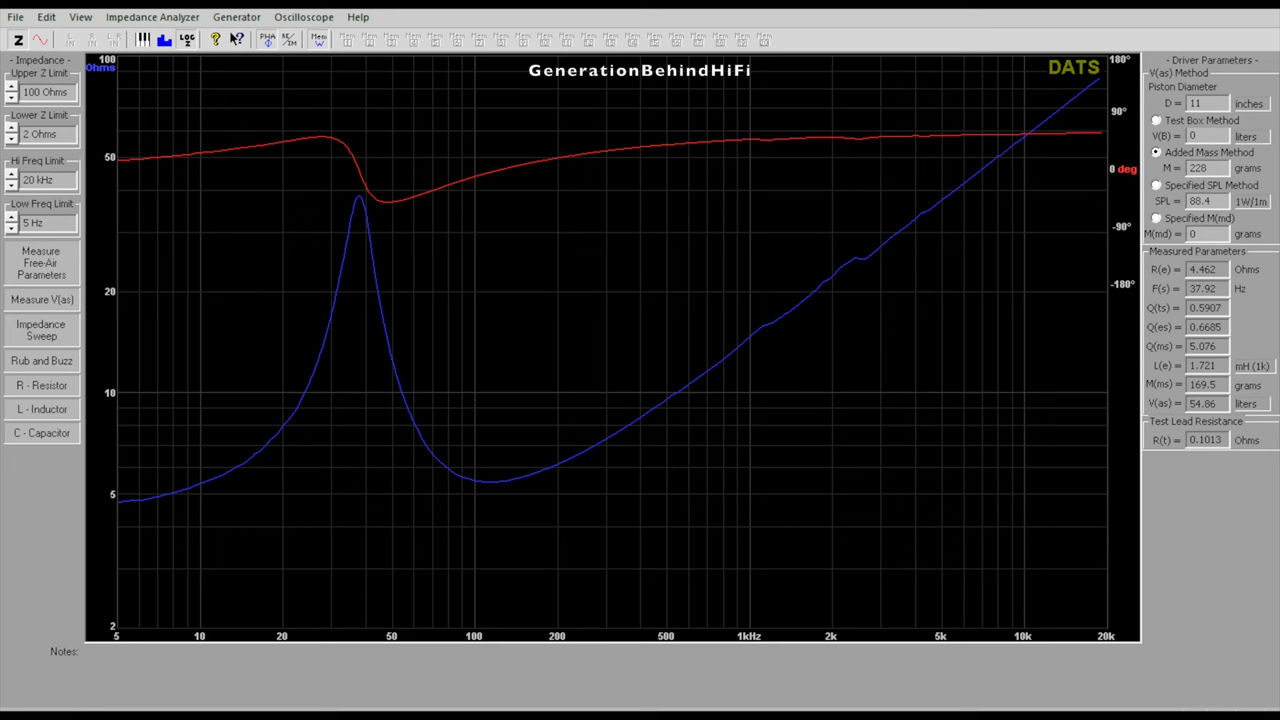 File Edit View Impedance Analyzer Generator Oscilloscope Help
Z LOGZ ? ? PHAΦ RE/IM MemW
- Impedance -
Upper Z Limit
100 Ohms
Lower Z Limit
2 Ohms
Hi Freq Limit
20 kHz
Low Freq Limit
5 Hz
Measure
Free-Air
Parameters
Measure V(as)
Impedance
Sweep
Rub and Buzz
R - Resistor
L - Inductor
C - Capacitor
100
Ohms
50
20
10
5
2
GenerationBehindHiFi
DATS
180°
90°
0 deg
-90°
-180°
5 10 20 50 100 200 500 1kHz 2k 5k 10k 20k
Notes:
- Driver Parameters -
V(as) Method
Piston Diameter
D = 11 inches
Test Box Method
V(B) = 0 liters
Added Mass Method
M = 228 grams
Specified SPL Method
SPL = 88.4 1W/1m
Specified M(md)
M(md) = 0 grams
Measured Parameters
R(e) = 4.462 Ohms
F(s) = 37.92 Hz
Q(ts) = 0.5907
Q(es) = 0.6685
Q(ms) = 5.076
L(e) = 1.721 mH (1k)
M(ms) = 169.5 grams
V(as) = 54.86 liters
Test Lead Resistance
R(t) = 0.1013 Ohms